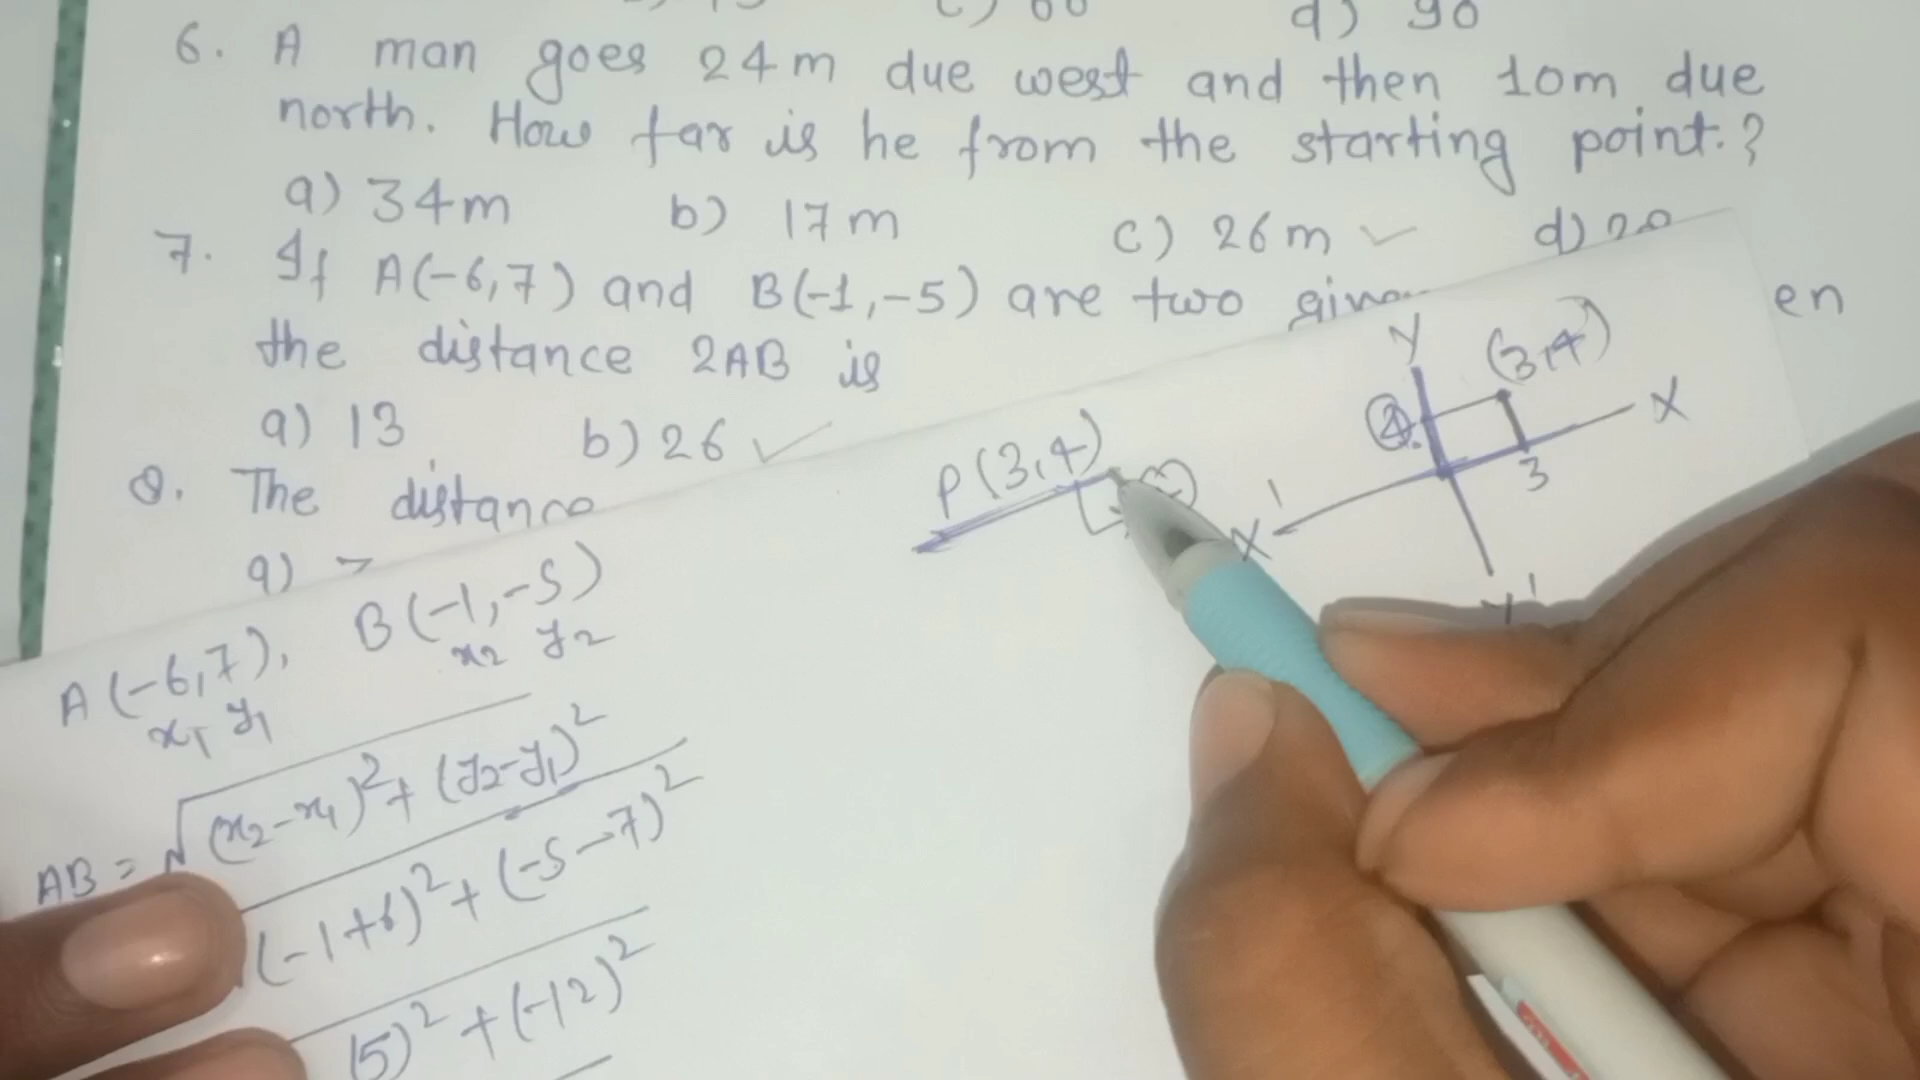 c) 60 d) 90
6. A man goes 24m due west and then 10m due
north. How far is he from the starting point.?
a) 34m b) 17m c) 26m ✓ d)
7. If A(-6,7) and B(-1,-5) are two en
the distance 2AB is
a) 13 b) 26 ✓
8. The distance
a)
P(3,4)
Y (3,4)
4 X
3
X'
Y'
A(-6,7), B(-1,-5)
x₁ y₁ x₂ y₂
AB = √(x₂-x₁)²+(y₂-y₁)²
(-1+6)²+(-5-7)²
(5)²+(-12)²